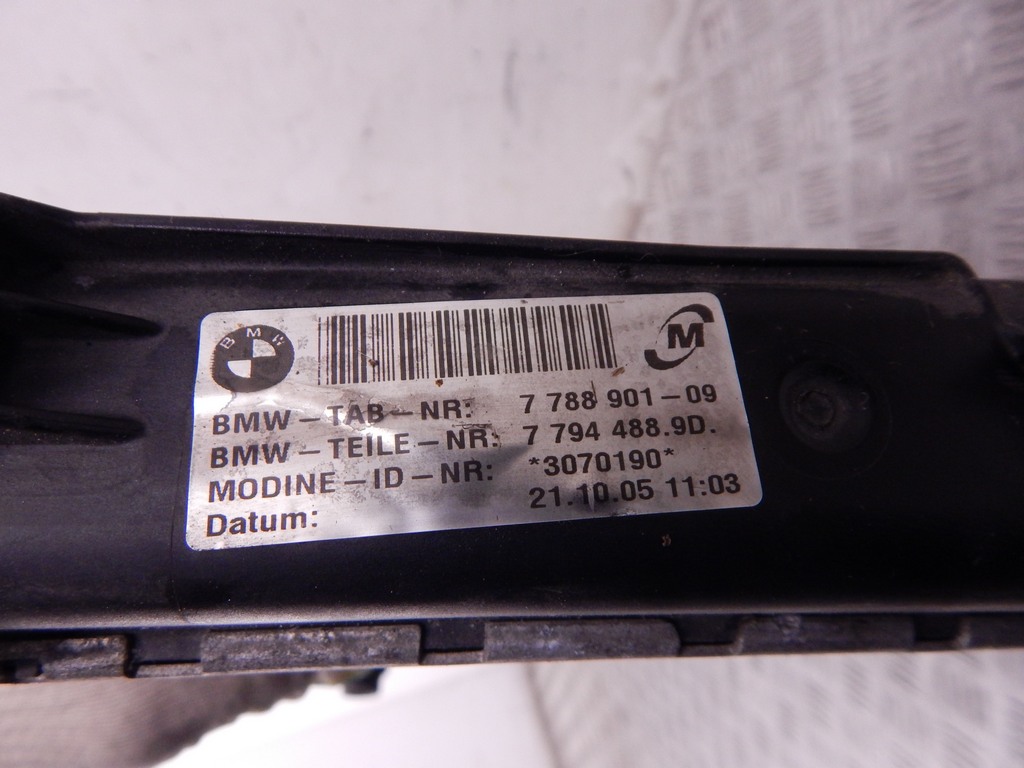 BMW
M
BMW-TAB-NR: 7 788 901-09
BMW-TEILE-NR: 7 794 488.9D.
MODINE-ID-NR: *3070190*
Datum: 21.10.05 11:03